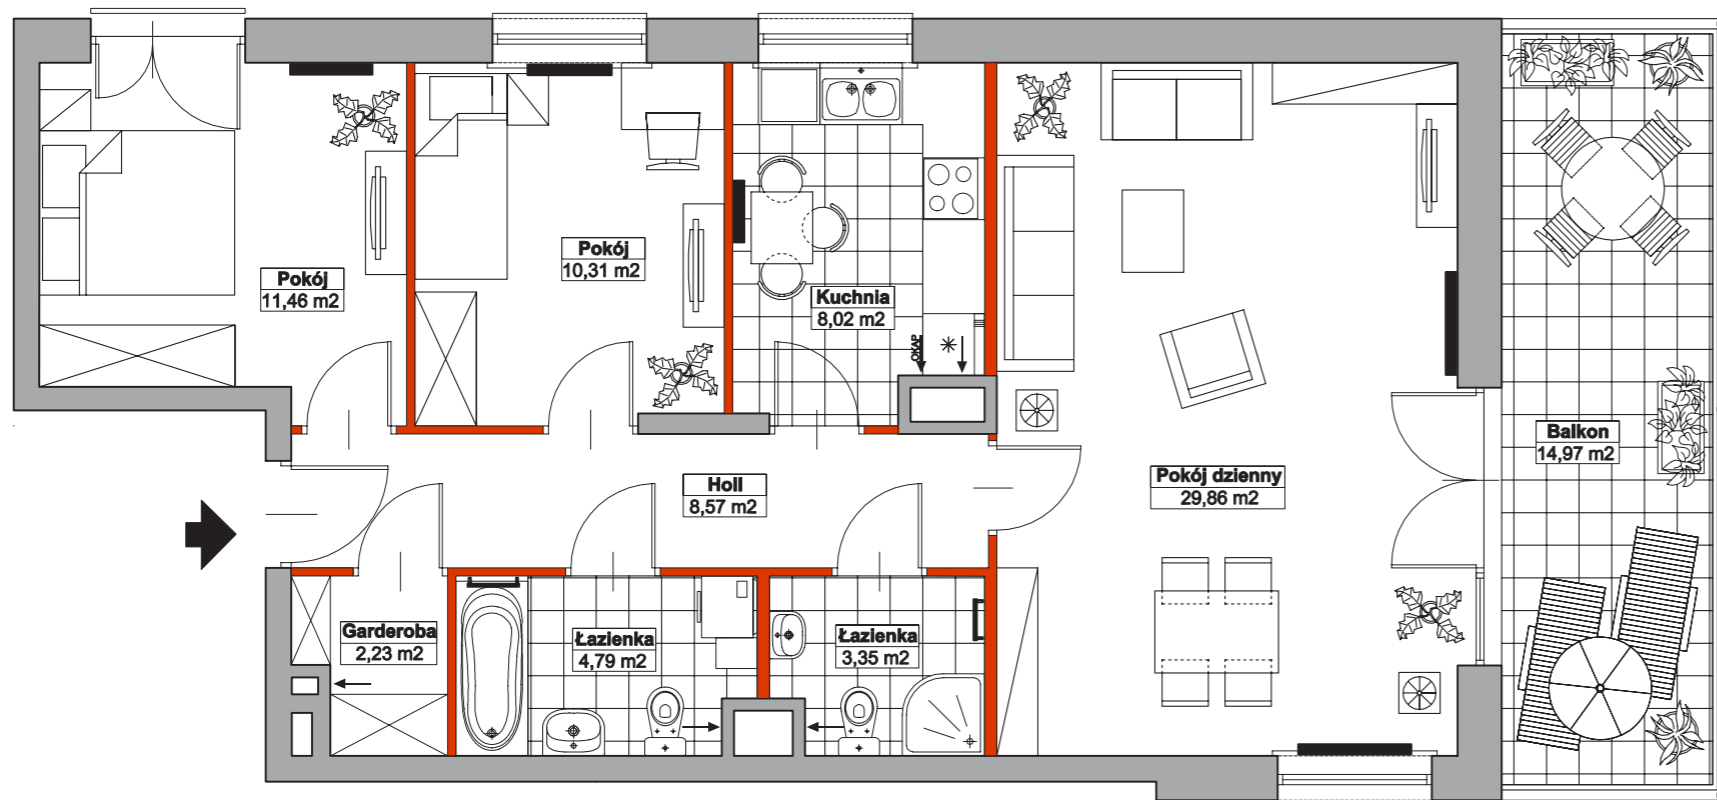 Pokój
11,46 m2
Pokój
10,31 m2
Kuchnia
8,02 m2
OKAP
Holl
8,57 m2
Pokój dzienny
29,86 m2
Balkon
14,97 m2
Garderoba
2,23 m2
Łazienka
4,79 m2
Łazienka
3,35 m2